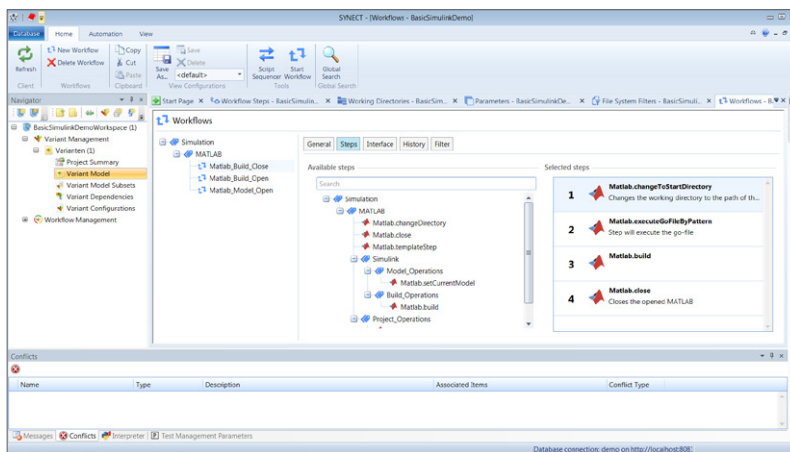 SYNECT - [Workflows - BasicSimulinkDemo]
Database Home Automation View
Refresh
Client
New Workflow
Delete Workflow
Workflows
Copy
Cut
Paste
Clipboard
Save As...
Save
Delete
<default>
View Configurations
Script Sequencer
Start Workflow
Tools
Global Search
Global Search
Navigator
Start Page
Workflow Steps - BasicSimulin...
Working Directories - BasicSim...
Parameters - BasicSimulinkDe...
File System Filters - BasicSimuli...
Workflows - B
BasicSimulinkDemoWorkspace (1)
Variant Management
Varianten (1)
Project Summary
Variant Model
Variant Model Subsets
Variant Dependencies
Variant Configurations
Workflow Management
Workflows
Simulation
MATLAB
Matlab_Build_Close
Matlab_Build_Open
Matlab_Model_Open
General Steps Interface History Filter
Available steps
Search
Simulation
MATLAB
Matlab.changeDirectory
Matlab.close
Matlab.templateStep
Simulink
Model_Operations
Matlab.setCurrentModel
Build_Operations
Matlab.build
Project_Operations
Selected steps
1
Matlab.changeToStartDirectory
Changes the working directory to the path of th...
2
Matlab.executeGoFileByPattern
Step will execute the go-file
3
Matlab.build
4
Matlab.close
Closes the opened MATLAB
Conflicts
Name Type Description Associated Items Conflict Type
Messages Conflicts Interpreter Test Management Parameters
Database connection: demo on http://localhost:808